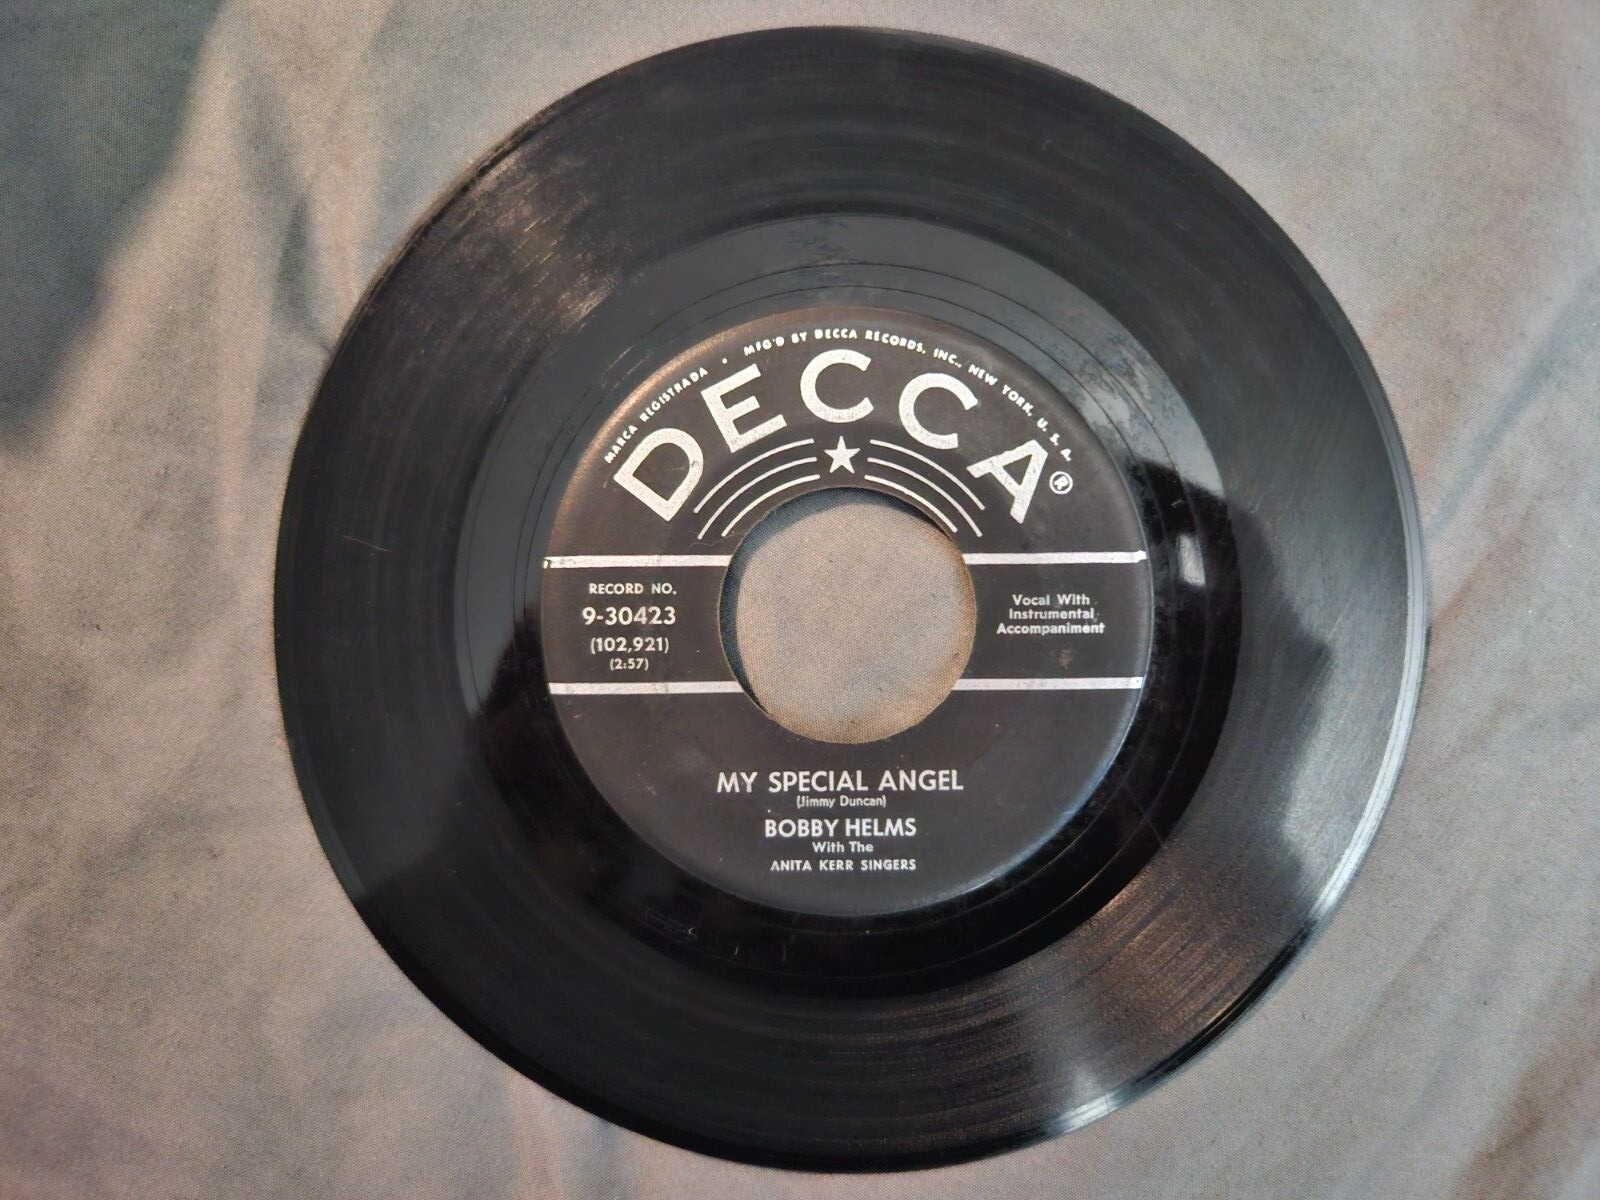 MARCA REGISTRADA • MFG'D BY DECCA RECORDS, INC., NEW YORK, U. S. A.
DECCA®
RECORD NO.
9-30423
(102,921)
(2:57)
Vocal With
Instrumental
Accompaniment
MY SPECIAL ANGEL
(Jimmy Duncan)
BOBBY HELMS
With The
ANITA KERR SINGERS